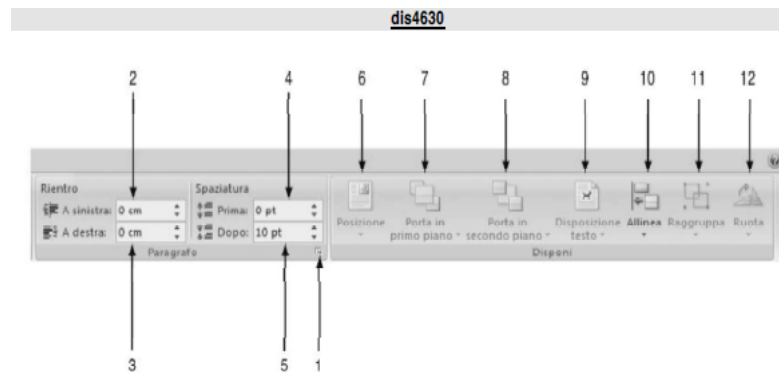 dis4630
2 4 6 7 8 9 10 11 12
Rientro Spaziatura
A sinistra: 0 cm Prima: 0 pt Posizione Porta in primo piano Porta in secondo piano Disposizione testo Allinea Raggruppa Ruota
A destra: 0 cm Dopo: 10 pt
Paragrafo Disponi
3 5 1